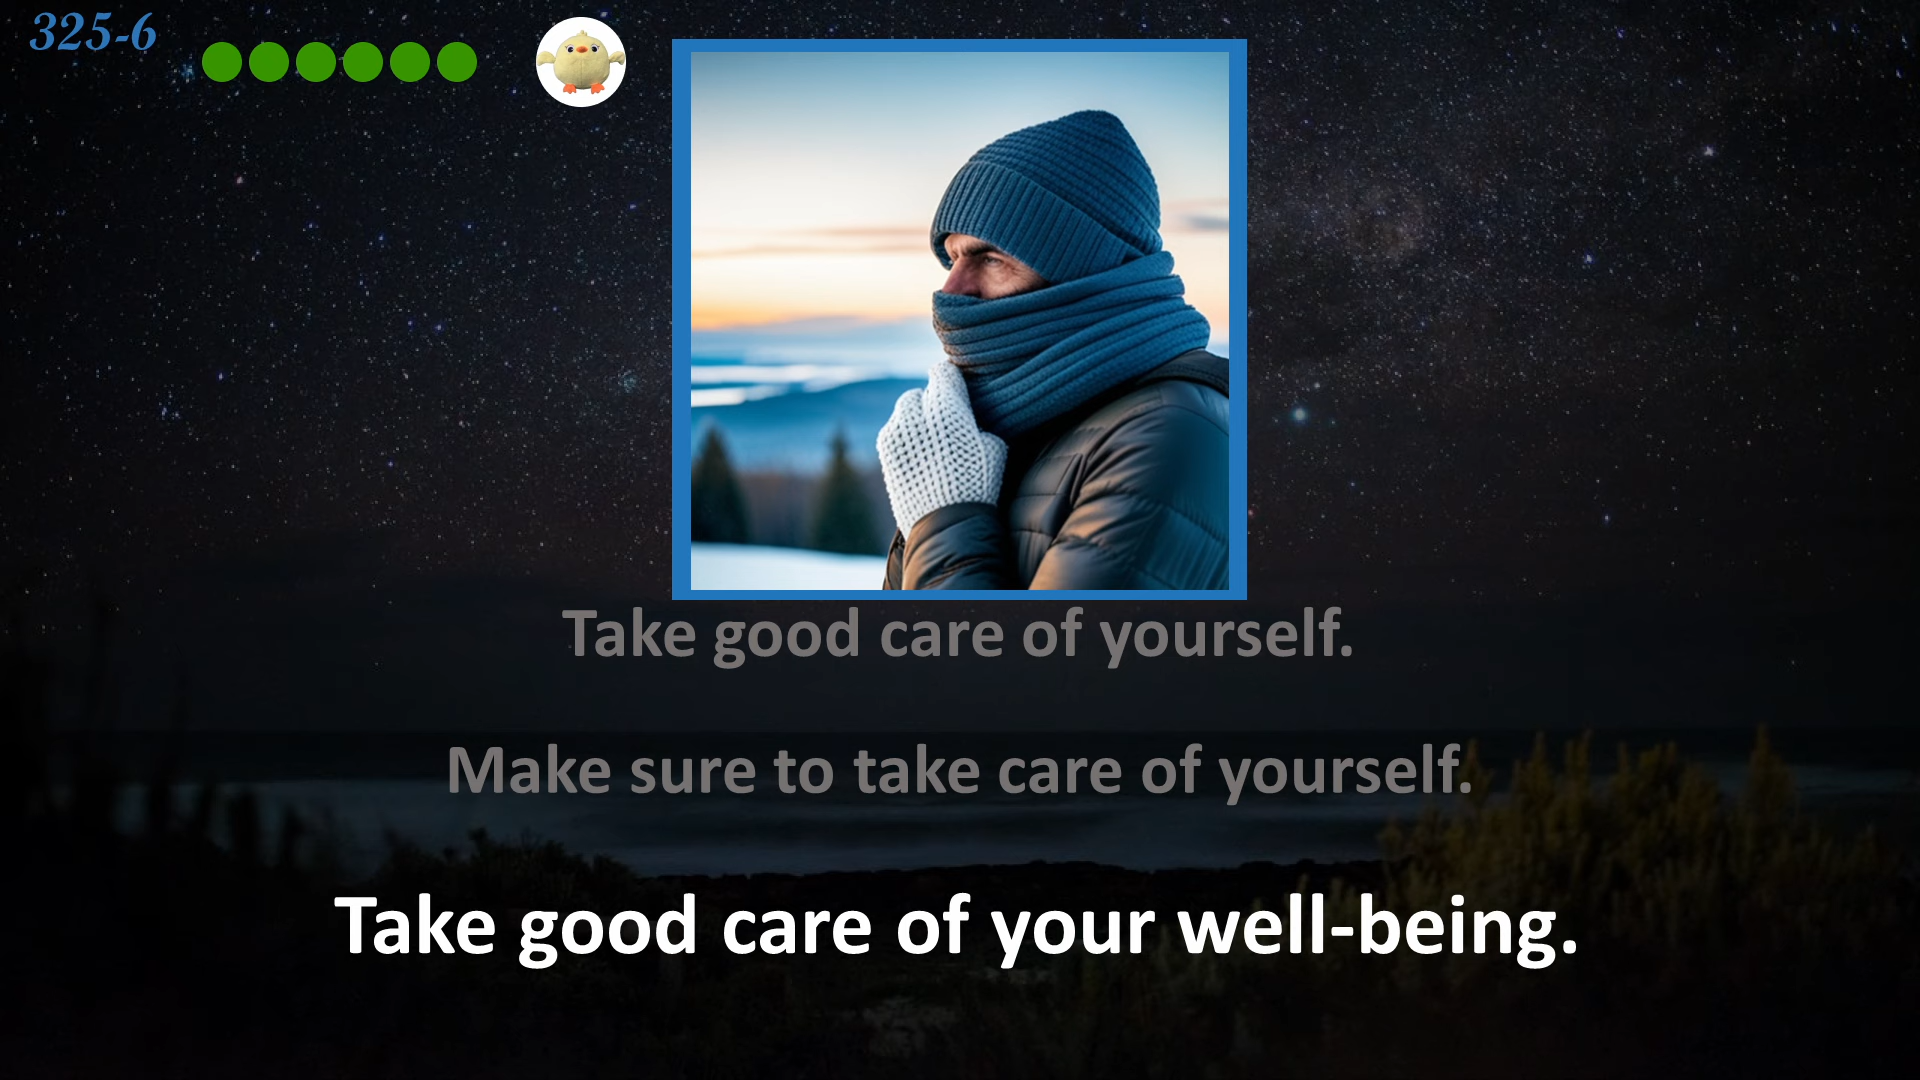 325-6
Take good care of yourself.
Make sure to take care of yourself.
Take good care of your well-being.